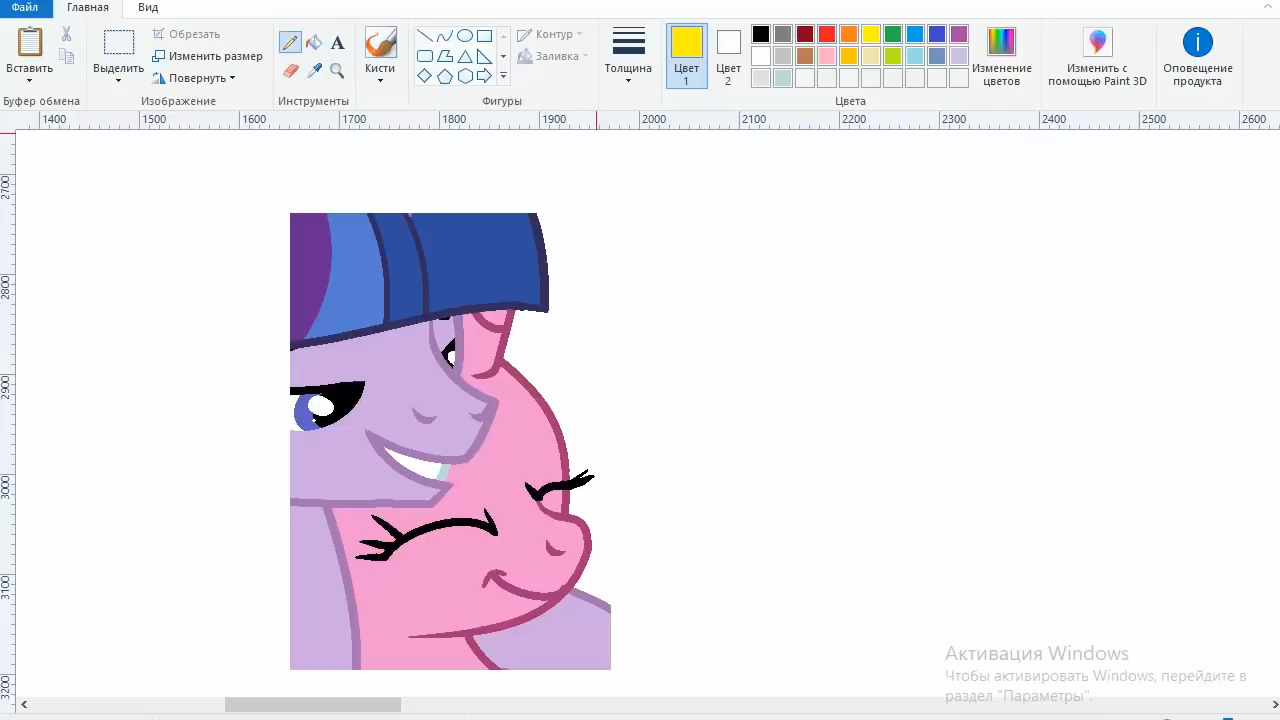 Файл Главная Вид
Вставить
Буфер обмена
Выделить
Обрезать
Изменить размер
Повернуть
Изображение
A
Инструменты
Кисти
Контур
Заливка
Фигуры
Толщина
Цвет 1
Цвет 2
Цвета
Изменение цветов
Изменить с помощью Paint 3D
Оповещение продукта
1400 1500 1600 1700 1800 1900 2000 2100 2200 2300 2400 2500 2600
2700
2800
2900
3000
3100
3200
Активация Windows
Чтобы активировать Windows, перейдите в
раздел "Параметры".